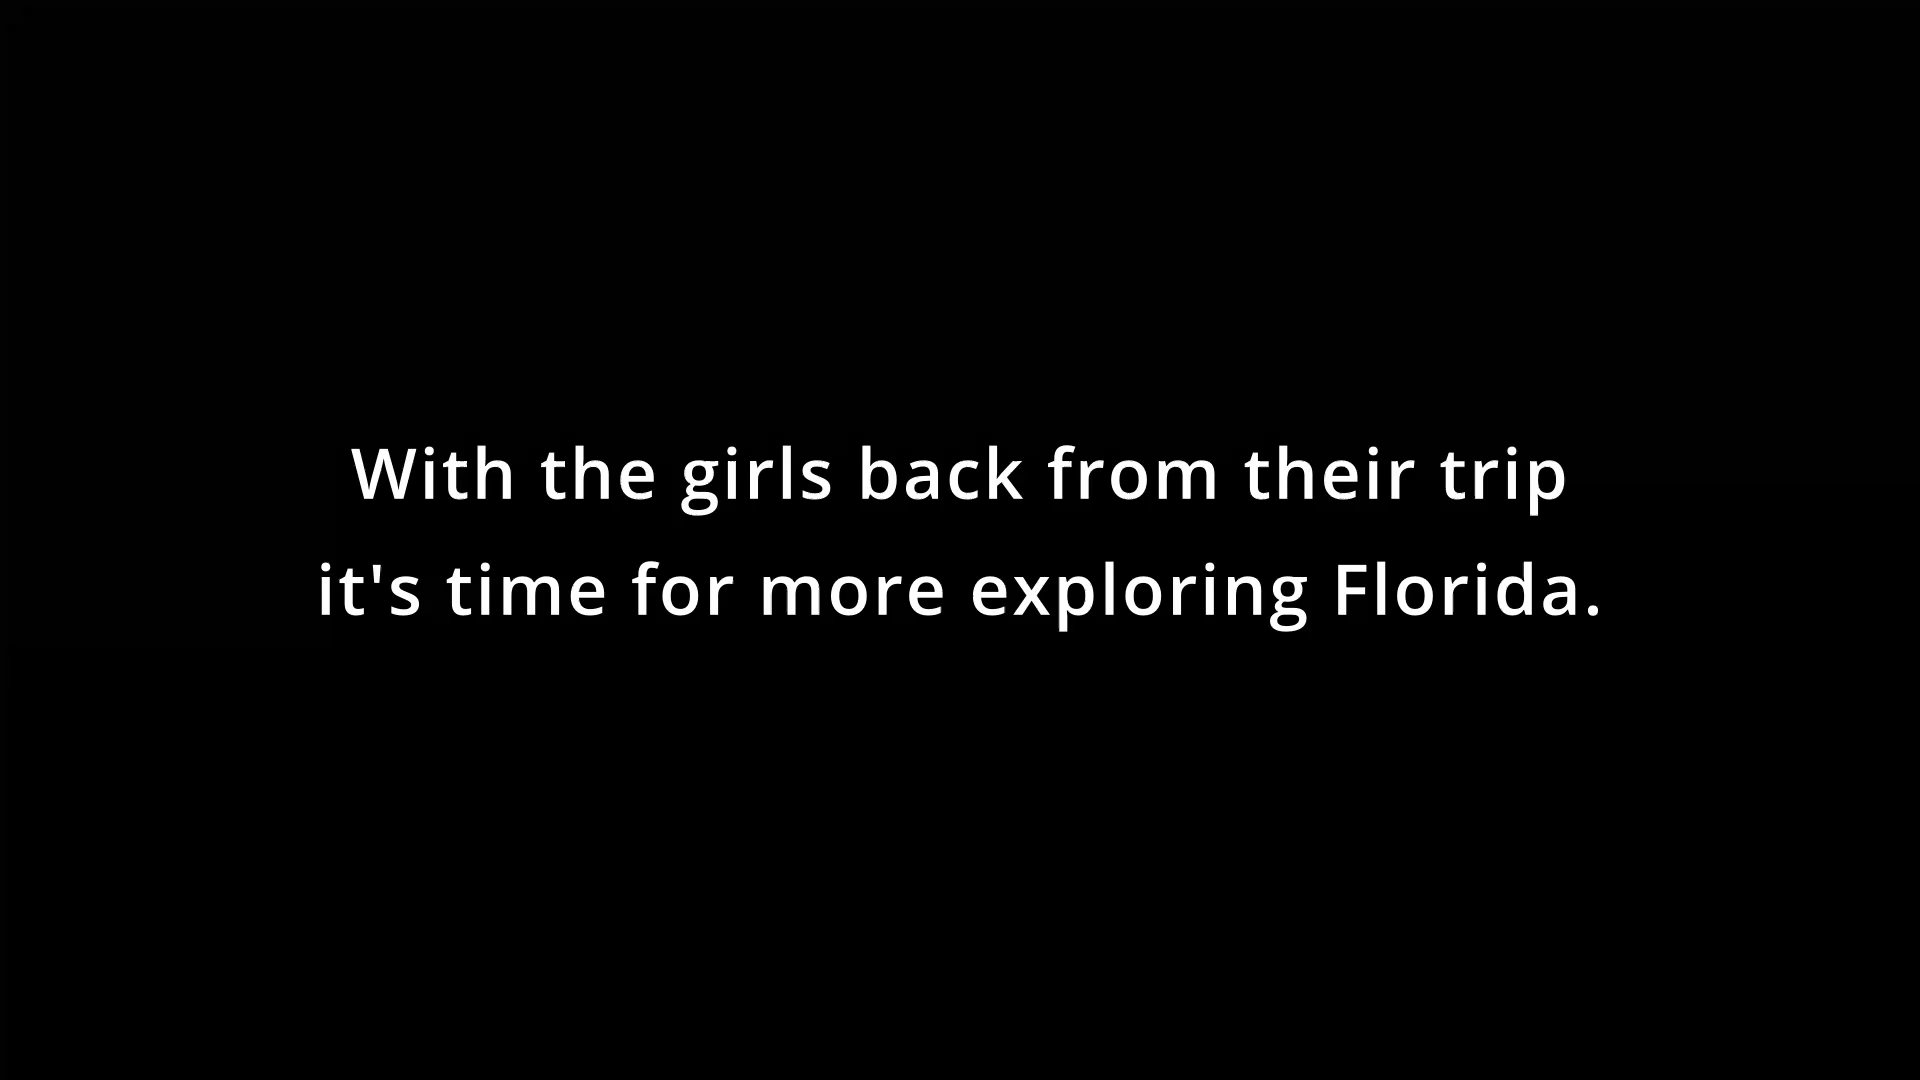 With the girls back from their trip
it's time for more exploring Florida.